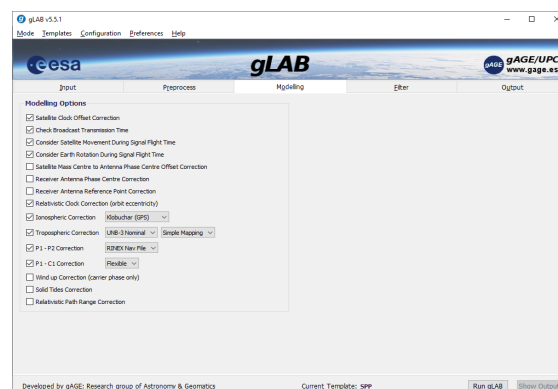 gLAB v5.5.1
Mode Templates Configuration Preferences Help
esa
gLAB
gAGE
gAGE/UPC
www.gage.es
Input Preprocess Modelling Filter Output
Modelling Options
Satellite Clock Offset Correction
Check Broadcast Transmission Time
Consider Satellite Movement During Signal Flight Time
Consider Earth Rotation During Signal Flight Time
Satellite Mass Centre to Antenna Phase Centre Offset Correction
Receiver Antenna Phase Centre Correction
Receiver Antenna Reference Point Correction
Relativistic Clock Correction (orbit eccentricity)
Ionospheric Correction Klobuchar (GPS)
Tropospheric Correction UNB-3 Nominal Simple Mapping
P1 - P2 Correction RINEX Nav File
P1 - C1 Correction Flexible
Wind up Correction (carrier phase only)
Solid Tides Correction
Relativistic Path Range Correction
Developed by gAGE: Research group of Astronomy & Geomatics Current Template: SPP Run gLAB Show Output